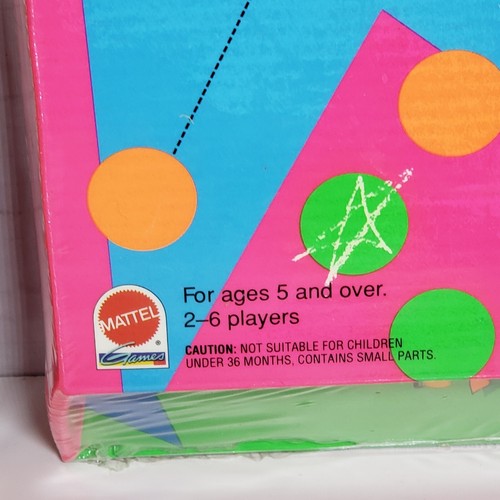 For ages 5 and over.
2–6 players
MATTEL
Games
®
CAUTION: NOT SUITABLE FOR CHILDREN
UNDER 36 MONTHS, CONTAINS SMALL PARTS.